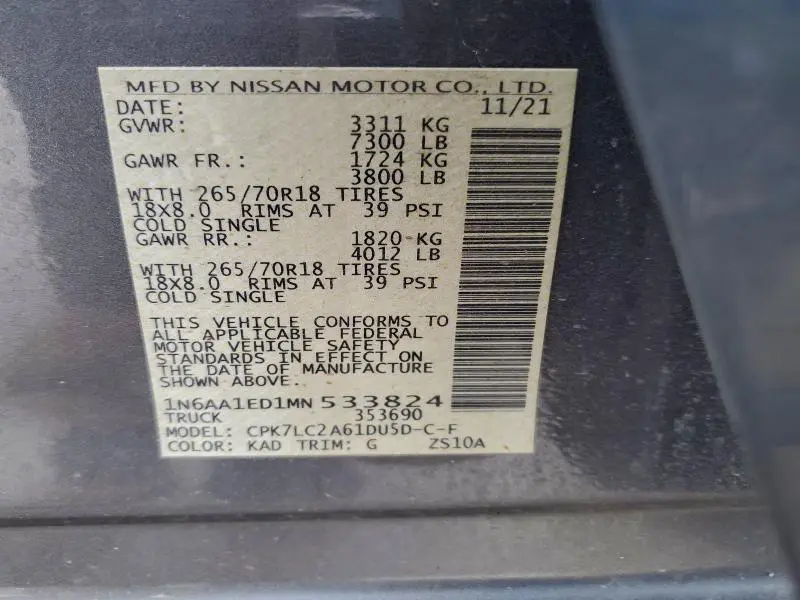 MFD BY NISSAN MOTOR CO., LTD.
DATE: 11/21
GVWR: 3311 KG
7300 LB
GAWR FR.: 1724 KG
3800 LB
WITH 265/70R18 TIRES
18X8.0 RIMS AT 39 PSI
COLD SINGLE
GAWR RR.: 1820 KG
4012 LB
WITH 265/70R18 TIRES
18X8.0 RIMS AT 39 PSI
COLD SINGLE
THIS VEHICLE CONFORMS TO
ALL APPLICABLE FEDERAL
MOTOR VEHICLE SAFETY
STANDARDS IN EFFECT ON
THE DATE OF MANUFACTURE
SHOWN ABOVE.
1N6AA1ED1MN 533824
TRUCK 353690
MODEL: CPK7LC2A61DU5D-C-F
COLOR: KAD TRIM: G ZS10A